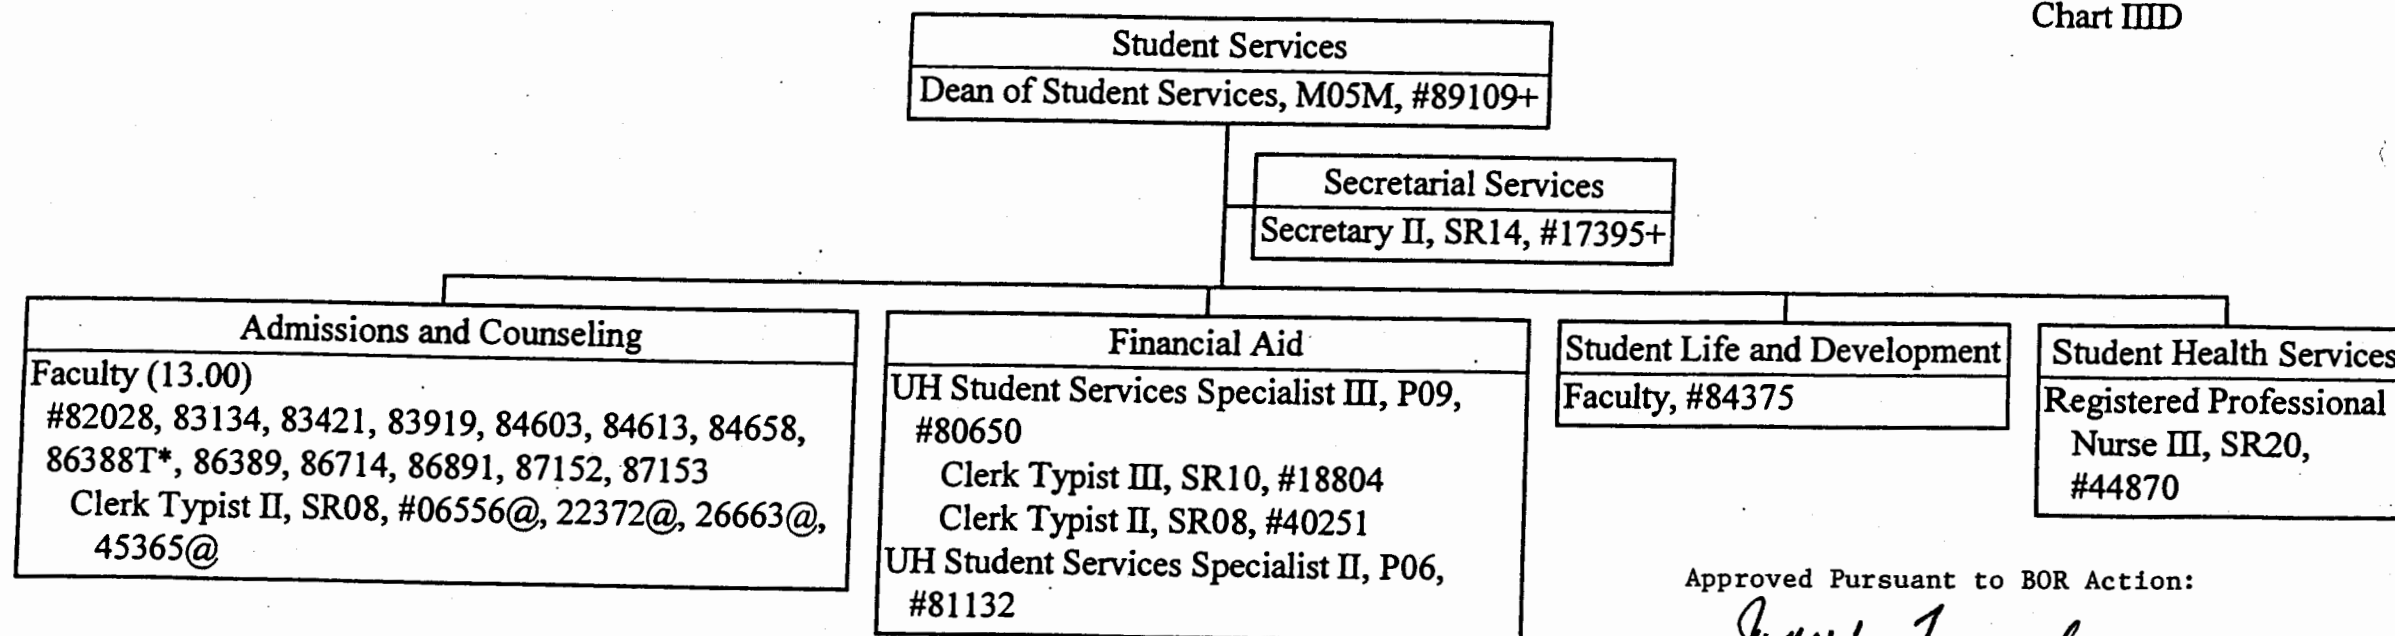 Chart IIID
Student Services
Dean of Student Services, M05M, #89109+
Secretarial Services
Secretary II, SR14, #17395+
Admissions and Counseling
Faculty (13.00)
#82028, 83134, 83421, 83919, 84603, 84613, 84658,
86388T*, 86389, 86714, 86891, 87152, 87153
Clerk Typist II, SR08, #06556@, 22372@, 26663@,
45365@
Financial Aid
UH Student Services Specialist III, P09,
#80650
Clerk Typist III, SR10, #18804
Clerk Typist II, SR08, #40251
UH Student Services Specialist II, P06,
#81132
Student Life and Development
Faculty, #84375
Student Health Services
Registered Professional
Nurse III, SR20,
#44870
Approved Pursuant to BOR Action: